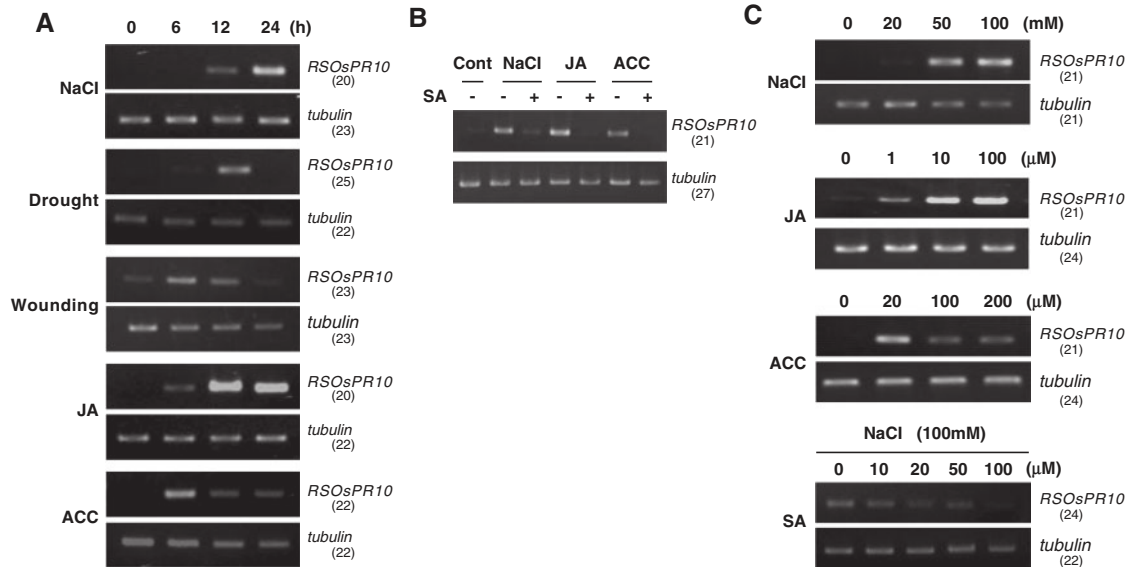 A
0 6 12 24 (h)
NaCl
RSOsPR10
(20)
tubulin
(23)
Drought
RSOsPR10
(25)
tubulin
(22)
Wounding
RSOsPR10
(23)
tubulin
(23)
JA
RSOsPR10
(20)
tubulin
(22)
ACC
RSOsPR10
(22)
tubulin
(22)
B
Cont NaCl JA ACC
SA - - + - + - +
RSOsPR10
(21)
tubulin
(27)
C
0 20 50 100 (mM)
NaCl
RSOsPR10
(21)
tubulin
(21)
0 1 10 100 (μM)
JA
RSOsPR10
(21)
tubulin
(24)
0 20 100 200 (μM)
ACC
RSOsPR10
(21)
tubulin
(24)
NaCl (100mM)
0 10 20 50 100 (μM)
SA
RSOsPR10
(24)
tubulin
(22)